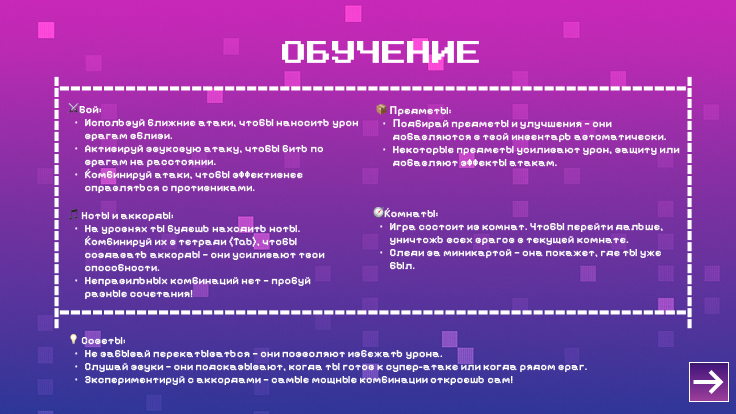 ОБУЧЕНИЕ
⚔Бой:
• Используй ближние атаки, чтобы наносить урон
врагам вблизи.
• Активируй звуковую атаку, чтобы бить по
врагам на расстоянии.
• Комбинируй атаки, чтобы эффективнее
справляться с противниками.
🎵 Ноты и аккорды:
• На уровнях ты будешь находить ноты.
Комбинируй их в тетради (Tab), чтобы
создавать аккорды – они усиливают твои
способности.
• Неправильных комбинаций нет – пробуй
разные сочетания!
📦 Предметы:
• Подбирай предметы и улучшения – они
добавляются в твой инвентарь автоматически.
• Некоторые предметы усиливают урон, защиту или
добавляют эффекты атакам.
🧭Комнаты:
• Игра состоит из комнат. Чтобы перейти дальше,
уничтожь всех врагов в текущей комнате.
• Следи за миникартой – она покажет, где ты уже
был.
💡 Советы:
• Не забывай перекатываться – они позволяют избежать урона.
• Слушай звуки – они подсказывают, когда ты готов к супер-атаке или когда рядом враг.
• Экспериментируй с аккордами – самые мощные комбинации откроешь сам!